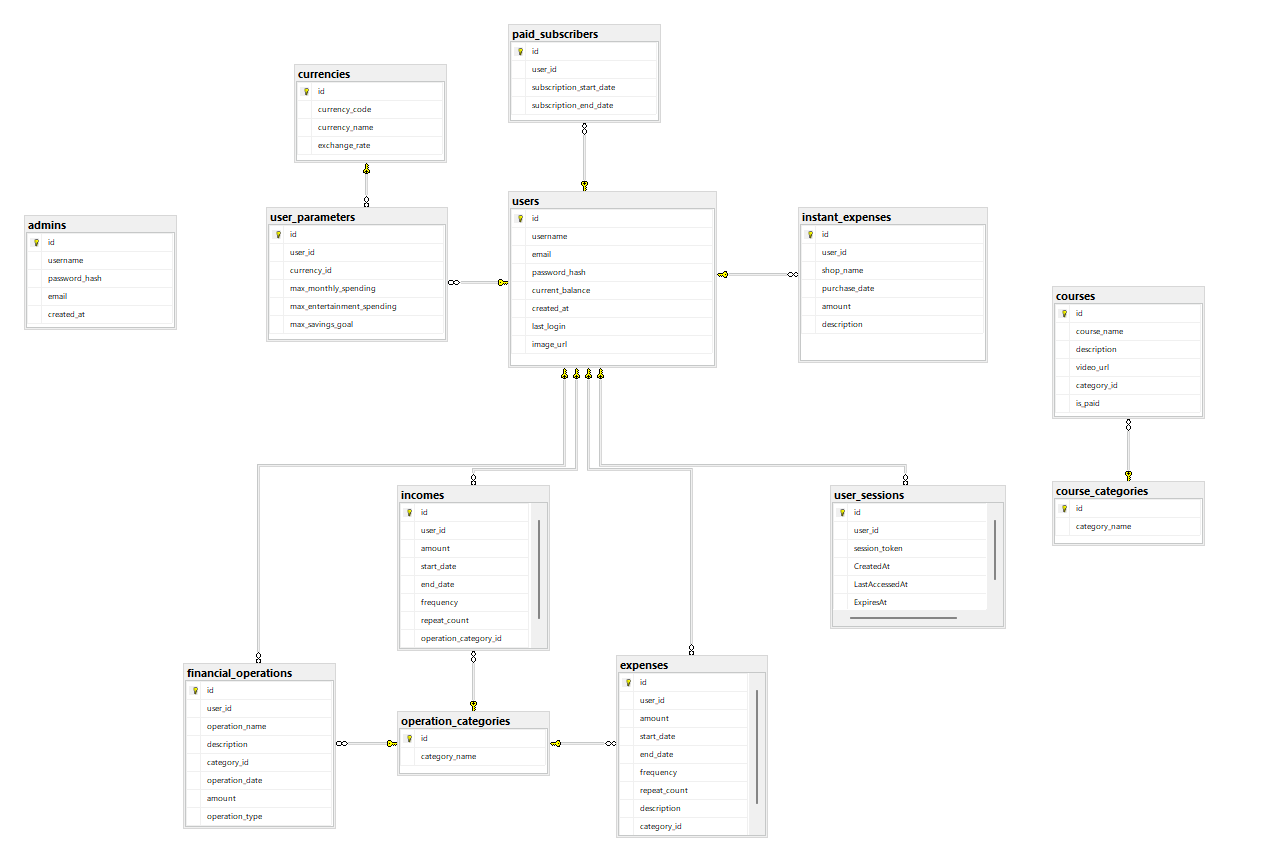 paid_subscribers
id
user_id
subscription_start_date
subscription_end_date
currencies
id
currency_code
currency_name
exchange_rate
admins
id
username
password_hash
email
created_at
user_parameters
id
user_id
currency_id
max_monthly_spending
max_entertainment_spending
max_savings_goal
users
id
username
email
password_hash
current_balance
created_at
last_login
image_url
instant_expenses
id
user_id
shop_name
purchase_date
amount
description
courses
id
course_name
description
video_url
category_id
is_paid
course_categories
id
category_name
incomes
id
user_id
amount
start_date
end_date
frequency
repeat_count
operation_category_id
user_sessions
id
user_id
session_token
CreatedAt
LastAccessedAt
ExpiresAt
financial_operations
id
user_id
operation_name
description
category_id
operation_date
amount
operation_type
operation_categories
id
category_name
expenses
id
user_id
amount
start_date
end_date
frequency
repeat_count
description
category_id